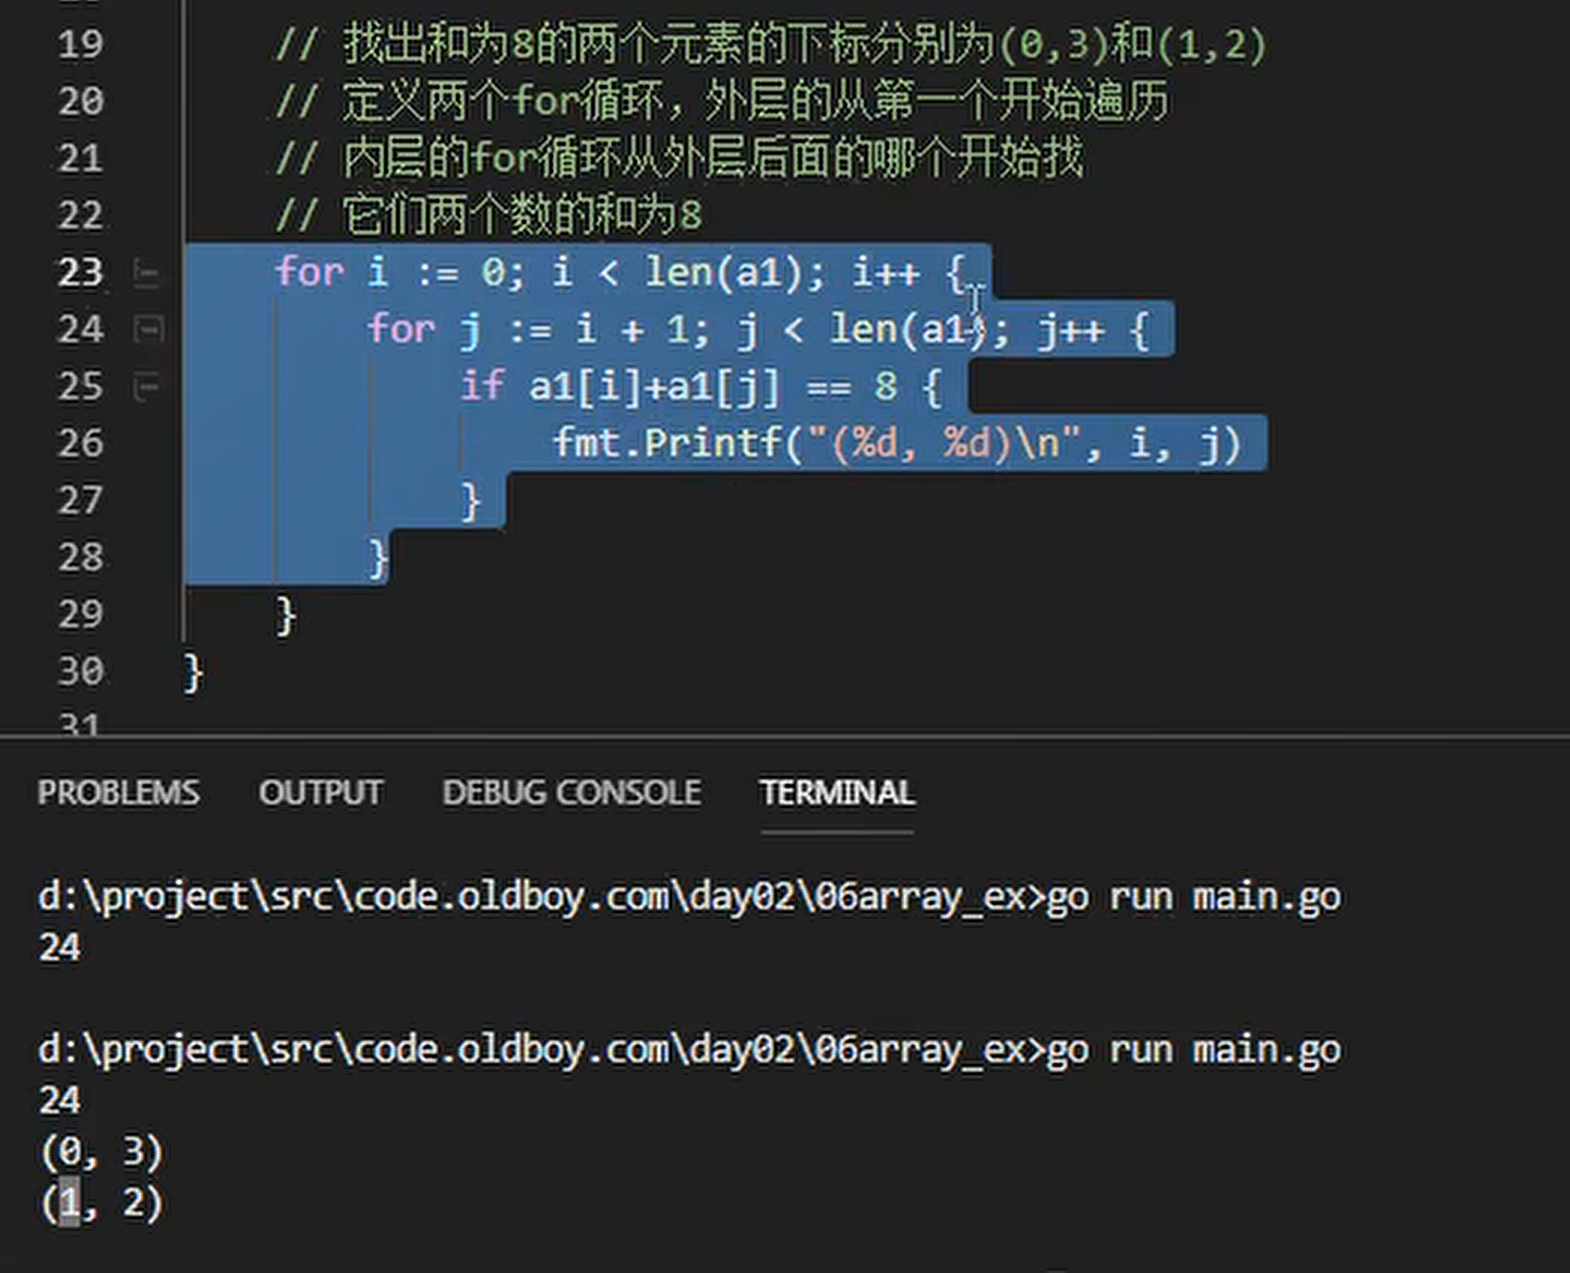 19 // 找出和为8的两个元素的下标分别为(0,3)和(1,2)
20 // 定义两个for循环，外层的从第一个开始遍历
21 // 内层的for循环从外层后面的哪个开始找
22 // 它们两个数的和为8
23 for i := 0; i < len(a1); i++ {
24 for j := i + 1; j < len(a1); j++ {
25 if a1[i]+a1[j] == 8 {
26 fmt.Printf("(%d, %d)\n", i, j)
27 }
28 }
29 }
30 }
31
PROBLEMS OUTPUT DEBUG CONSOLE TERMINAL
d:\project\src\code.oldboy.com\day02\06array_ex>go run main.go
24
d:\project\src\code.oldboy.com\day02\06array_ex>go run main.go
24
(0, 3)
(1, 2)